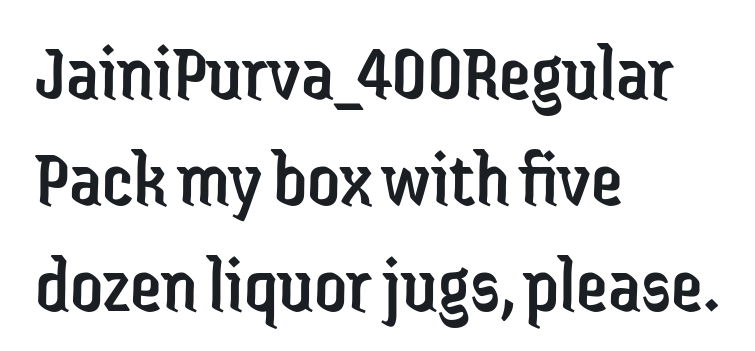 JainiPurva_400Regular
Pack my box with five
dozen liquor jugs, please.